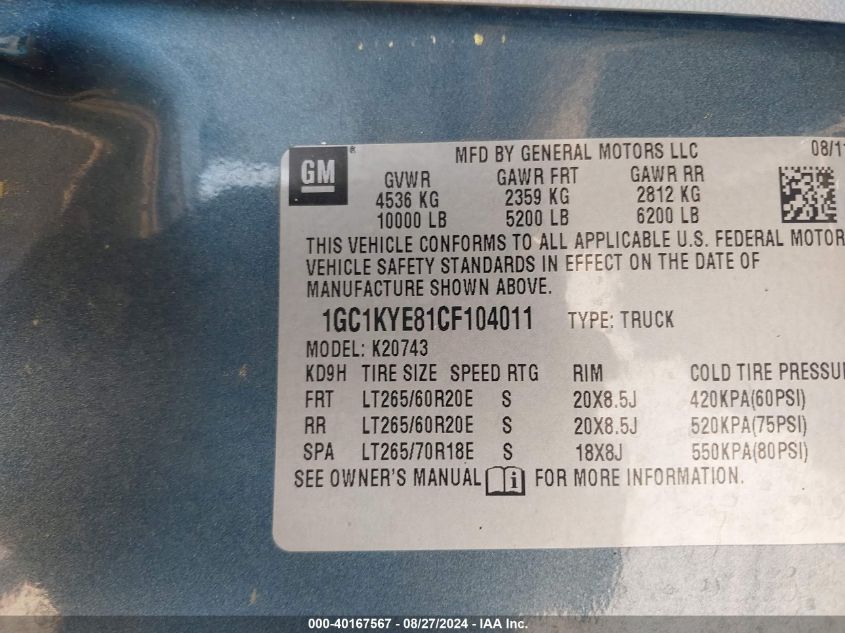 GM
MFD BY GENERAL MOTORS LLC 08/11
GVWR GAWR FRT GAWR RR
4536 KG 2359 KG 2812 KG
10000 LB 5200 LB 6200 LB
THIS VEHICLE CONFORMS TO ALL APPLICABLE U.S. FEDERAL MOTOR
VEHICLE SAFETY STANDARDS IN EFFECT ON THE DATE OF
MANUFACTURE SHOWN ABOVE.
1GC1KYE81CF104011 TYPE: TRUCK
MODEL: K20743
KD9H TIRE SIZE SPEED RTG RIM COLD TIRE PRESSU
FRT LT265/60R20E S 20X8.5J 420KPA(60PSI)
RR LT265/60R20E S 20X8.5J 520KPA(75PSI)
SPA LT265/70R18E S 18X8J 550KPA(80PSI)
SEE OWNER'S MANUAL FOR MORE INFORMATION.
000-40167567 - 08/27/2024 - IAA Inc.